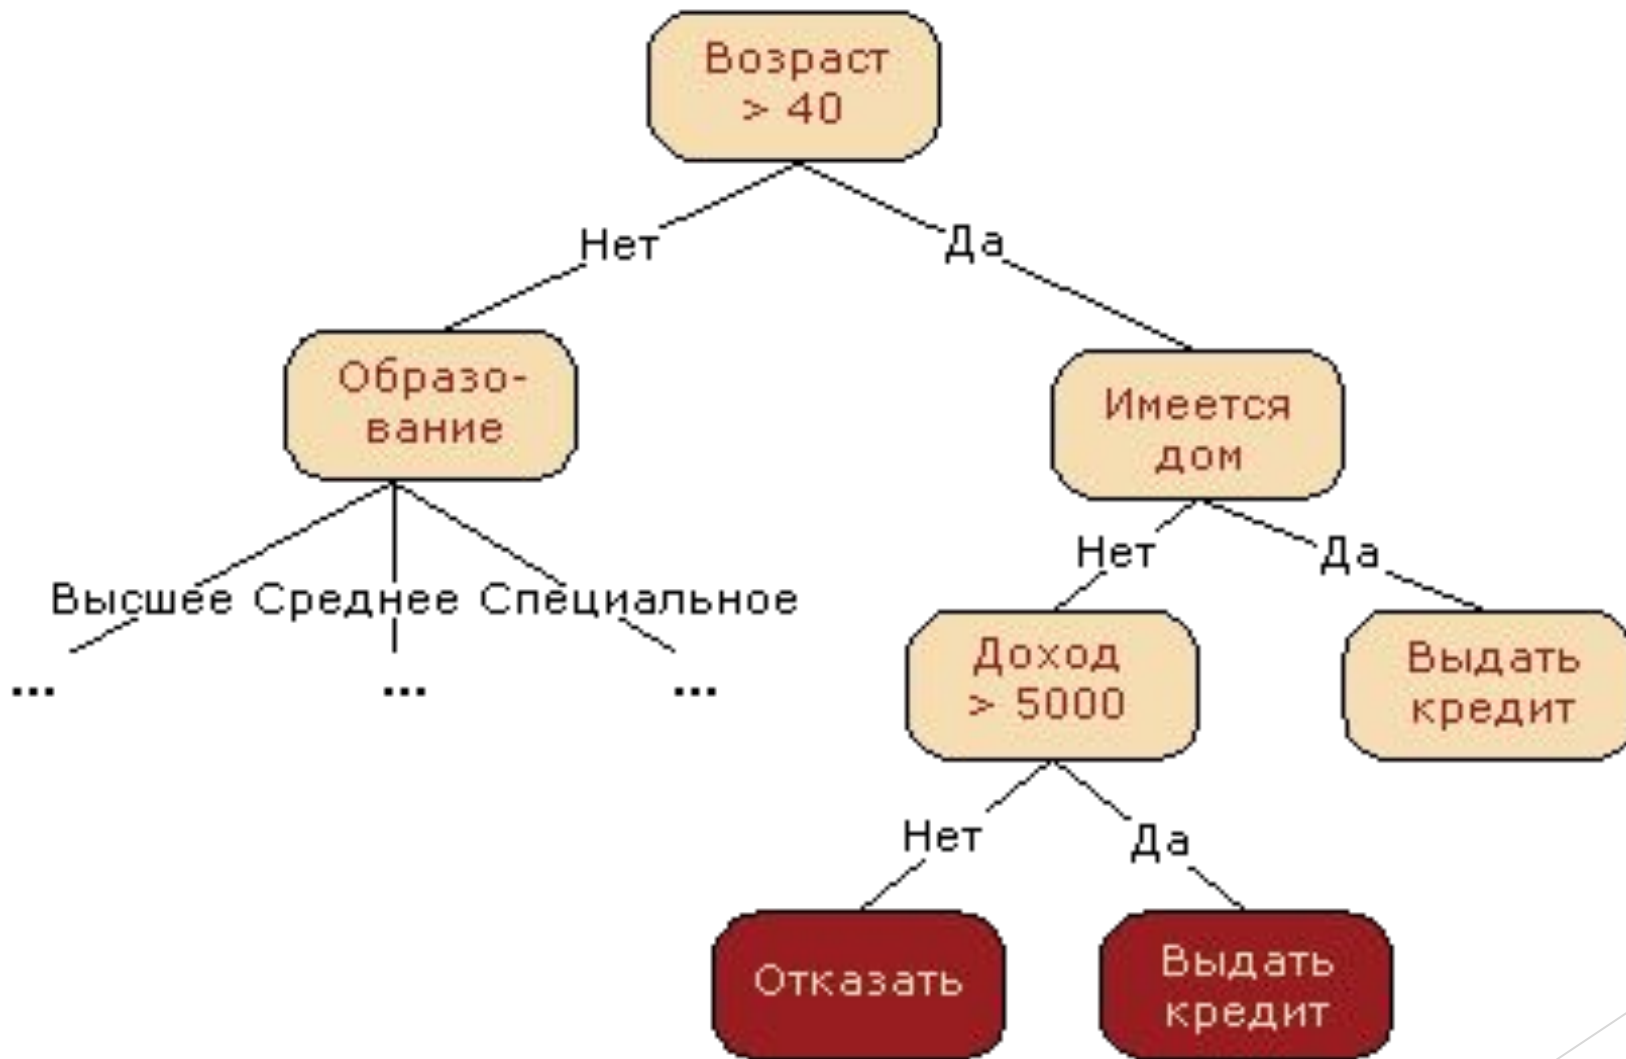 Возраст
> 40
Нет
Да
Образо-
вание
Имеется
дом
Нет
Да
Высшее Среднее Специальное
... ... ...
Доход
> 5000
Выдать
кредит
Нет
Да
Отказать
Выдать
кредит